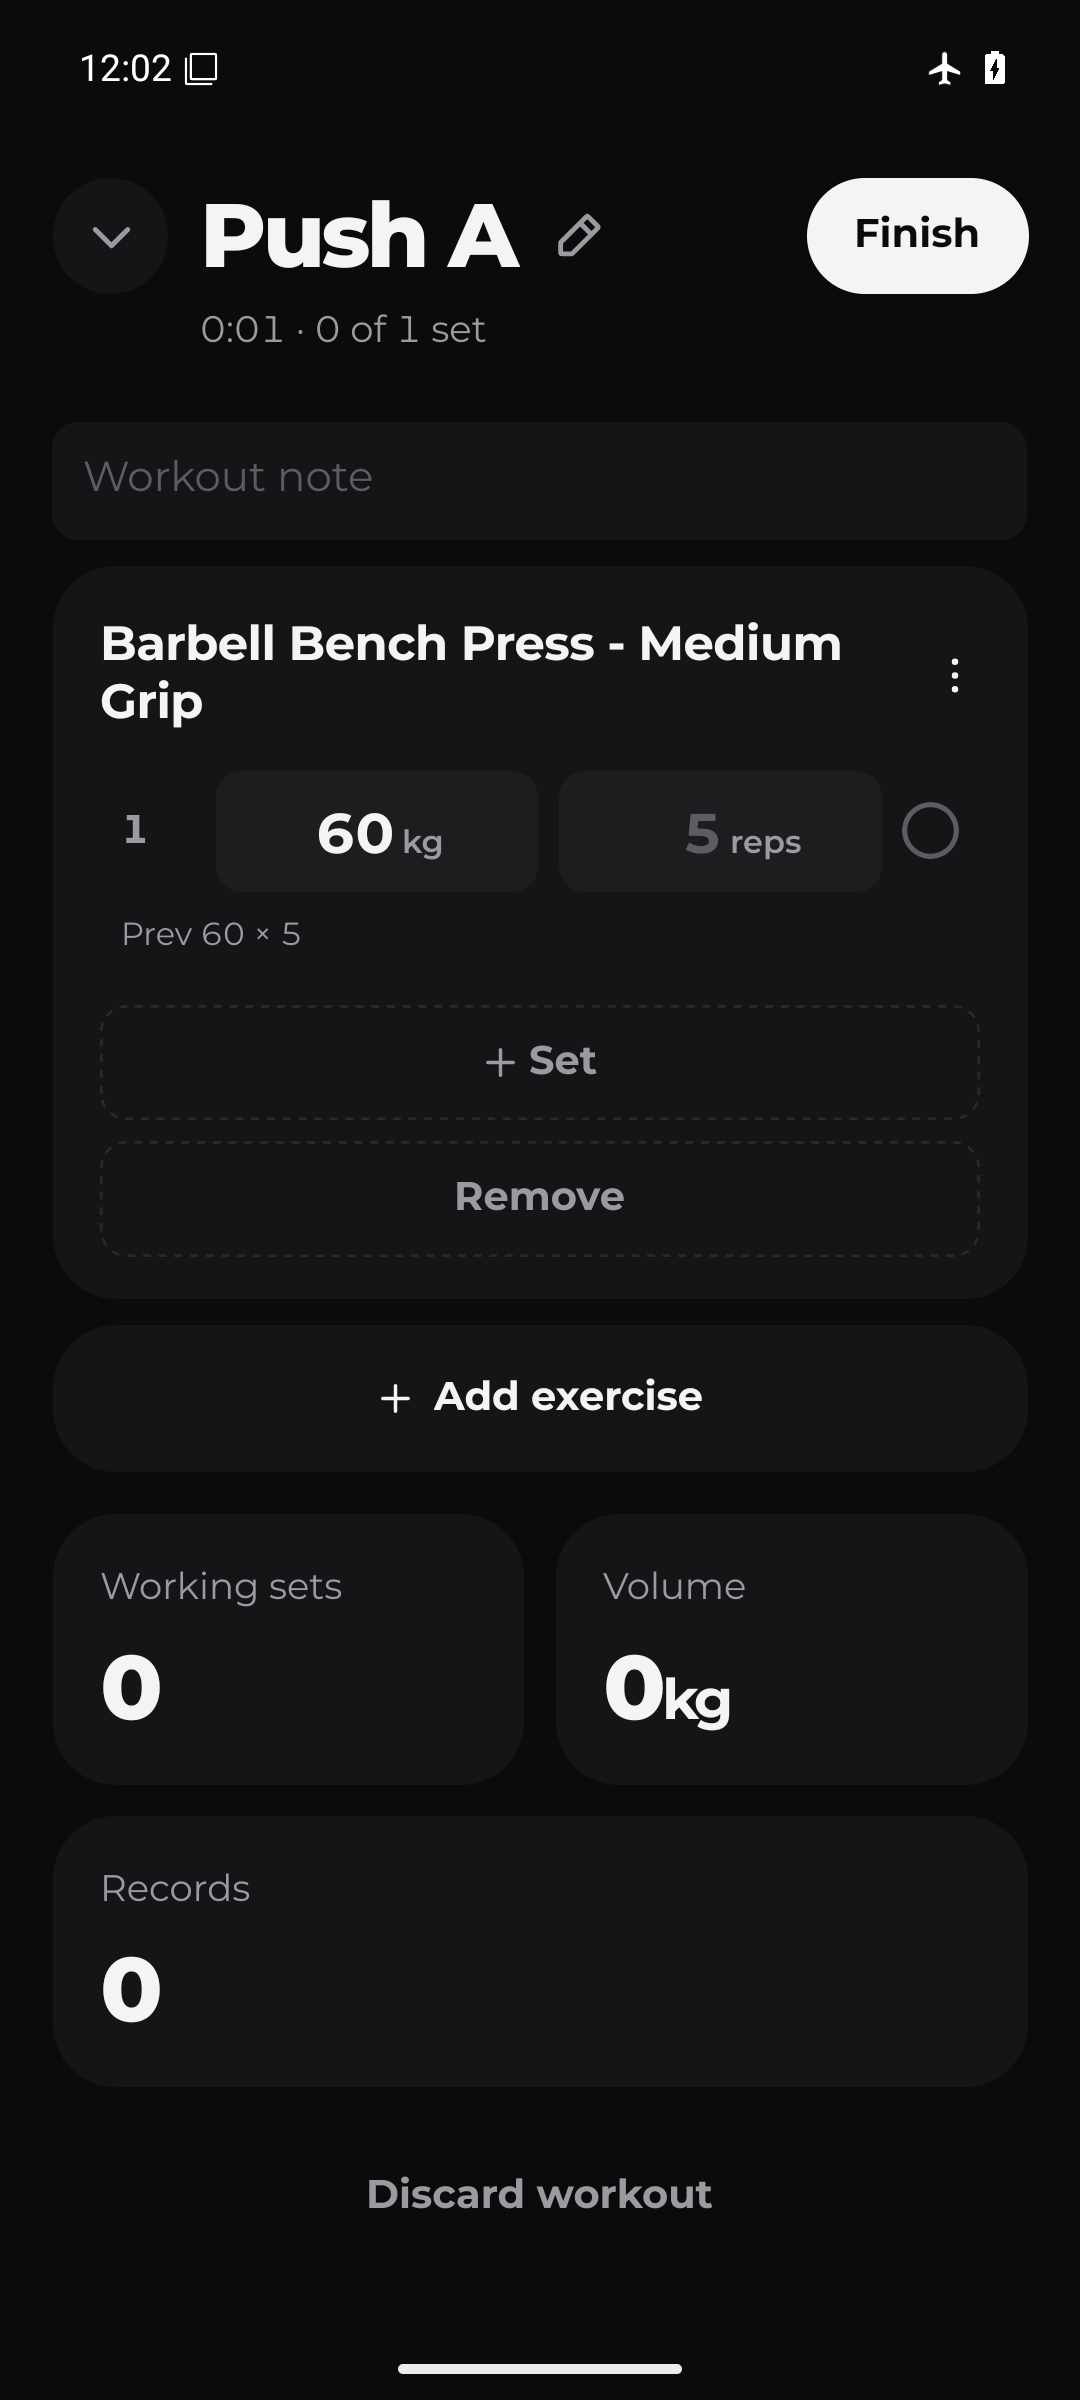 12:02
Push A
Finish
0:01 · 0 of 1 set
Workout note
Barbell Bench Press - Medium
Grip
1 60 kg 5 reps
Prev 60 × 5
+ Set
Remove
+ Add exercise
Working sets
0
Volume
0kg
Records
0
Discard workout